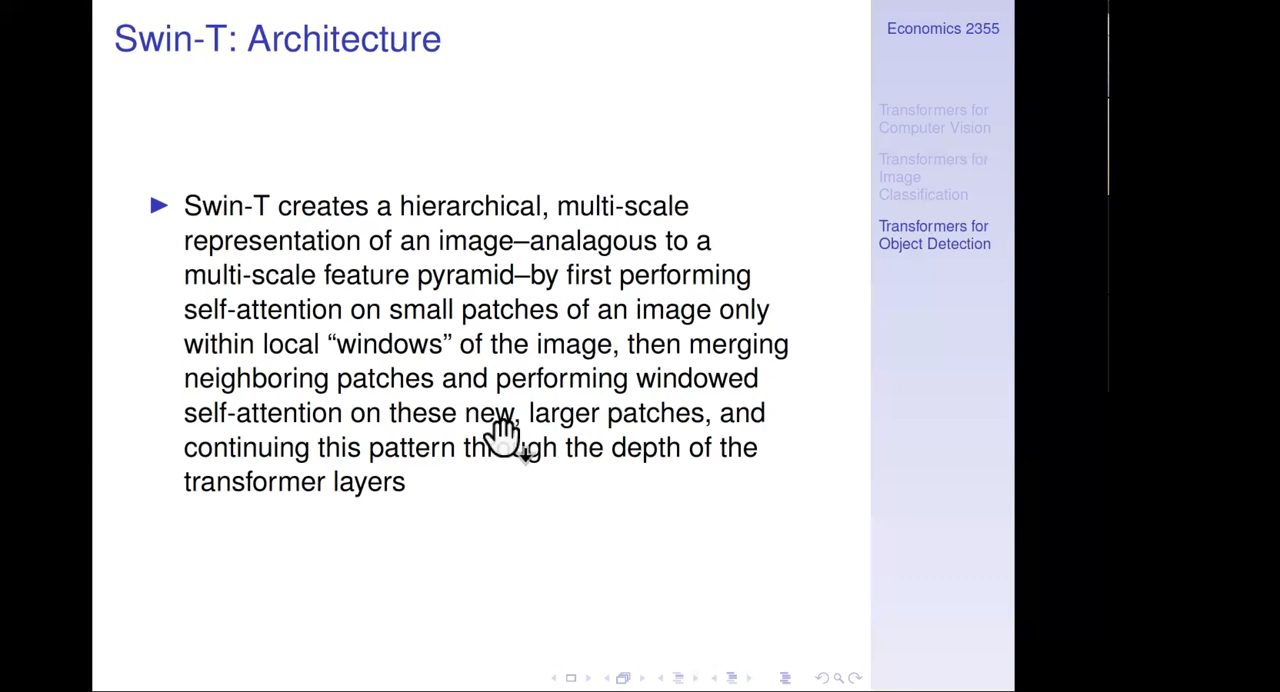 Swin-T: Architecture
Swin-T creates a hierarchical, multi-scale
representation of an image–analagous to a
multi-scale feature pyramid–by first performing
self-attention on small patches of an image only
within local “windows” of the image, then merging
neighboring patches and performing windowed
self-attention on these new, larger patches, and
continuing this pattern through the depth of the
transformer layers
Economics 2355
Transformers for
Computer Vision
Transformers for
Image
Classification
Transformers for
Object Detection